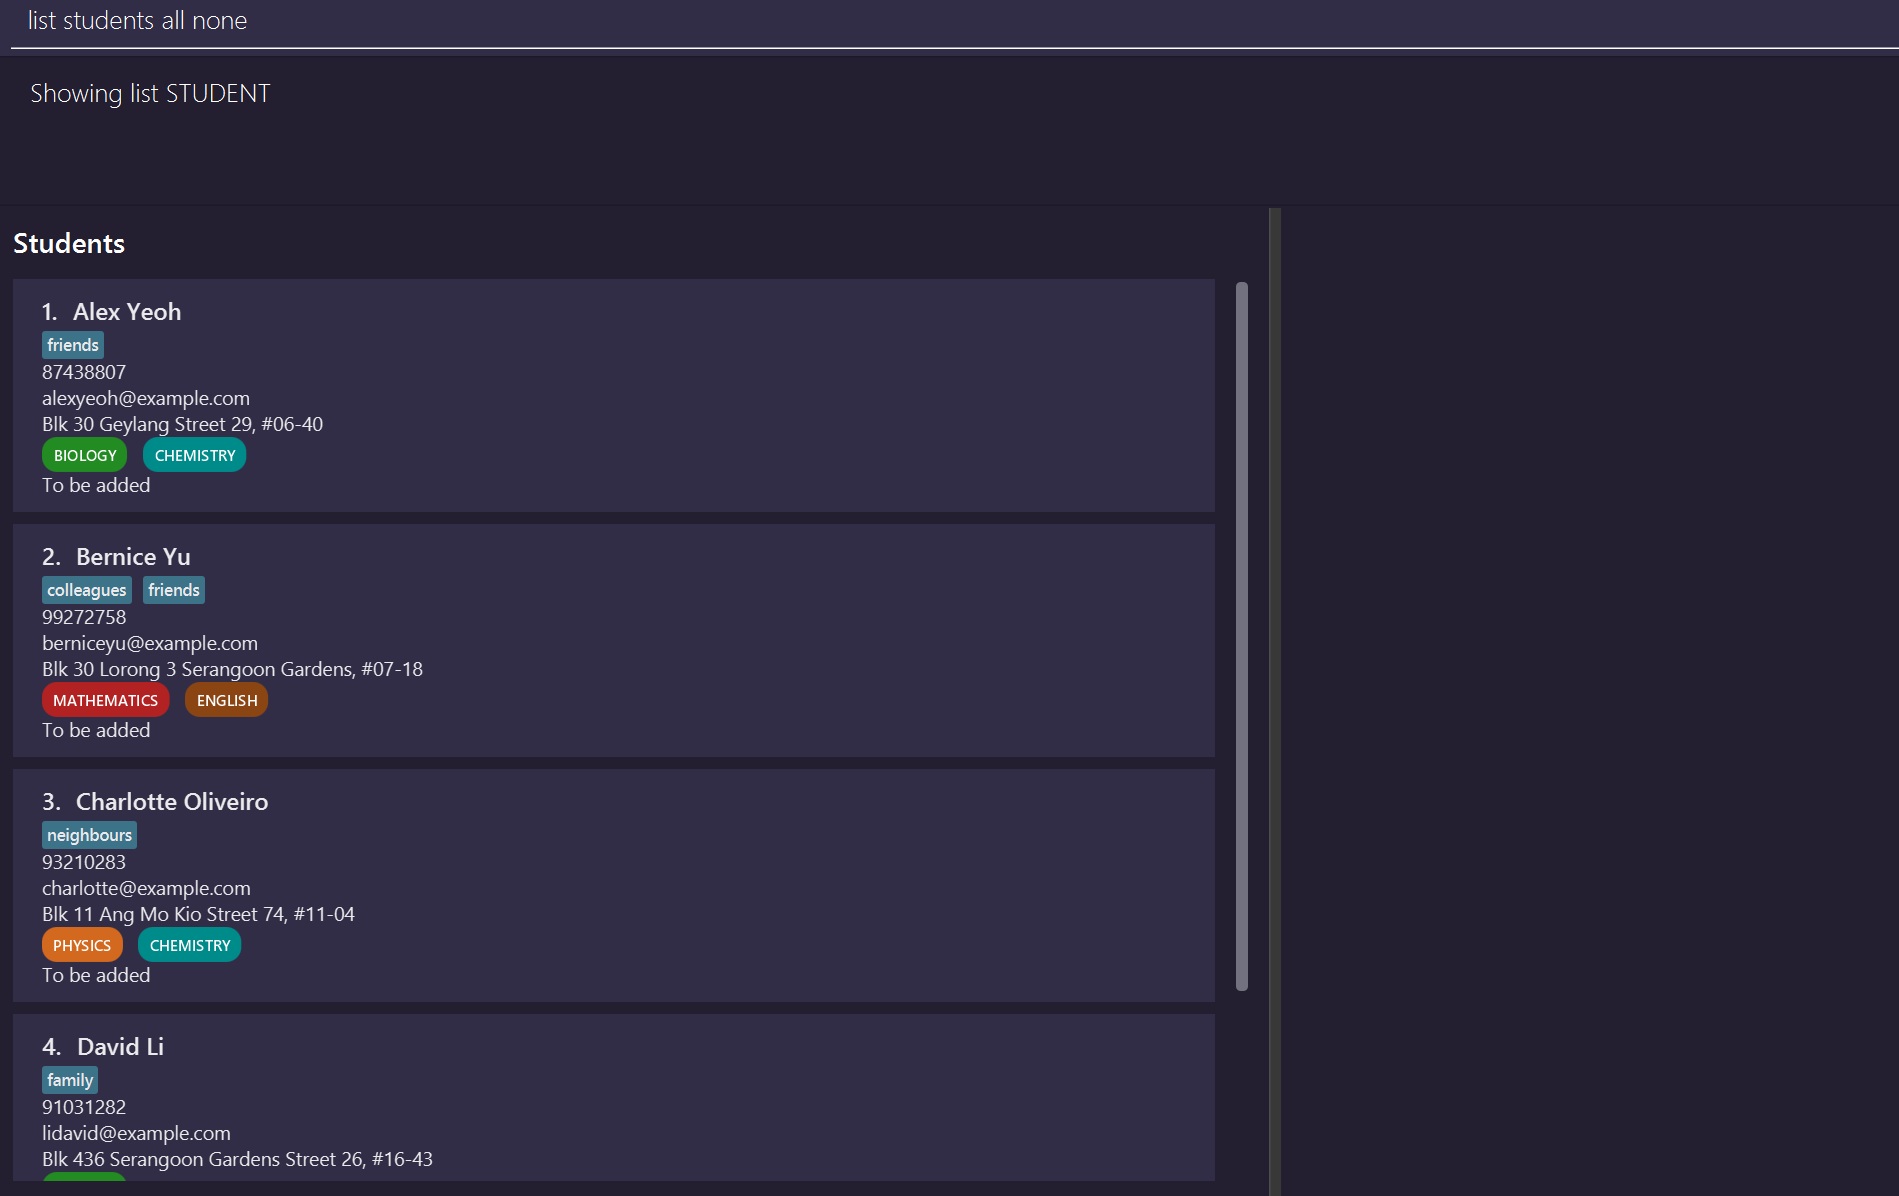 list students all none
Showing list STUDENT
Students
1. Alex Yeoh
friends
87438807
alexyeoh@example.com
Blk 30 Geylang Street 29, #06-40
BIOLOGY CHEMISTRY
To be added
2. Bernice Yu
colleagues friends
99272758
berniceyu@example.com
Blk 30 Lorong 3 Serangoon Gardens, #07-18
MATHEMATICS ENGLISH
To be added
3. Charlotte Oliveiro
neighbours
93210283
charlotte@example.com
Blk 11 Ang Mo Kio Street 74, #11-04
PHYSICS CHEMISTRY
To be added
4. David Li
family
91031282
lidavid@example.com
Blk 436 Serangoon Gardens Street 26, #16-43